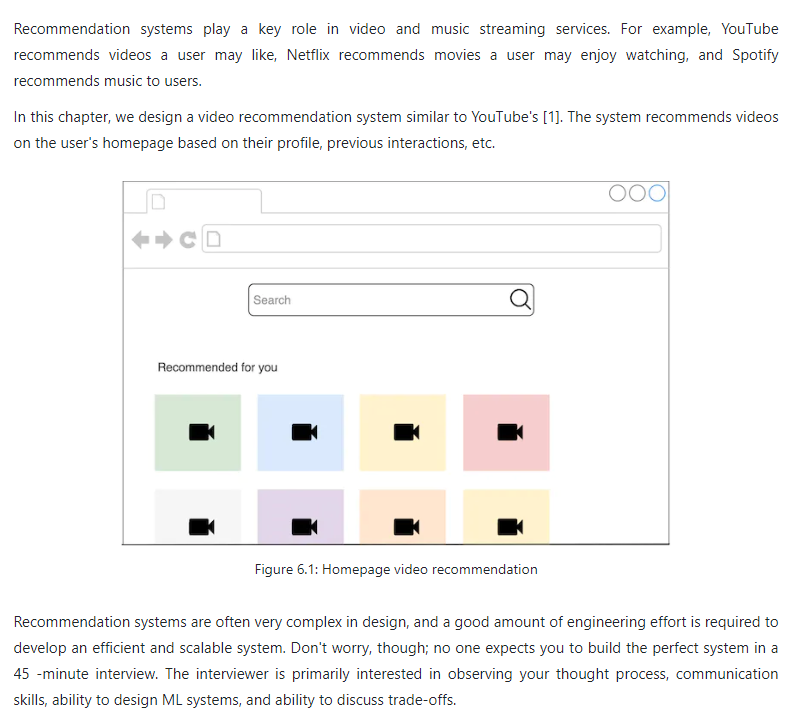 Recommendation systems play a key role in video and music streaming services. For example, YouTube
recommends videos a user may like, Netflix recommends movies a user may enjoy watching, and Spotify
recommends music to users.
In this chapter, we design a video recommendation system similar to YouTube's [1]. The system recommends videos
on the user's homepage based on their profile, previous interactions, etc.
Search
Recommended for you
Figure 6.1: Homepage video recommendation
Recommendation systems are often very complex in design, and a good amount of engineering effort is required to
develop an efficient and scalable system. Don't worry, though; no one expects you to build the perfect system in a
45 -minute interview. The interviewer is primarily interested in observing your thought process, communication
skills, ability to design ML systems, and ability to discuss trade-offs.